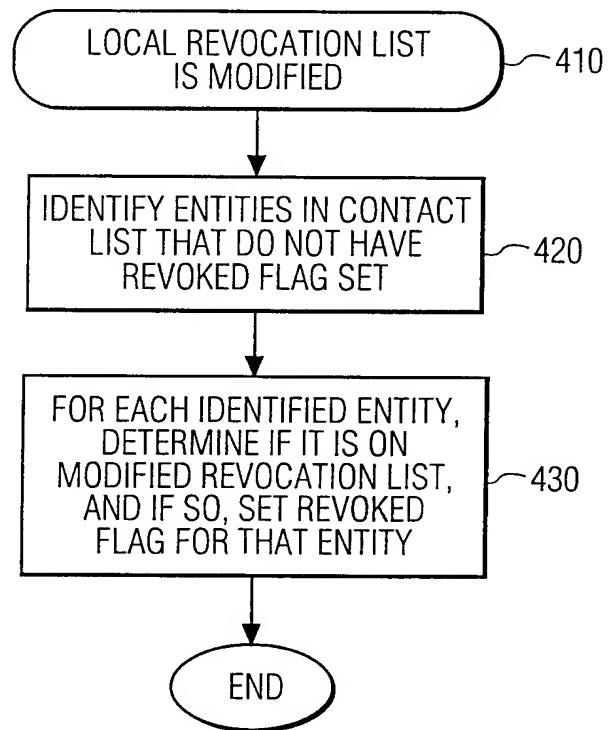 LOCAL REVOCATION LIST
IS MODIFIED
410
IDENTIFY ENTITIES IN CONTACT
LIST THAT DO NOT HAVE
REVOKED FLAG SET
420
FOR EACH IDENTIFIED ENTITY,
DETERMINE IF IT IS ON
MODIFIED REVOCATION LIST,
AND IF SO, SET REVOKED
FLAG FOR THAT ENTITY
430
END